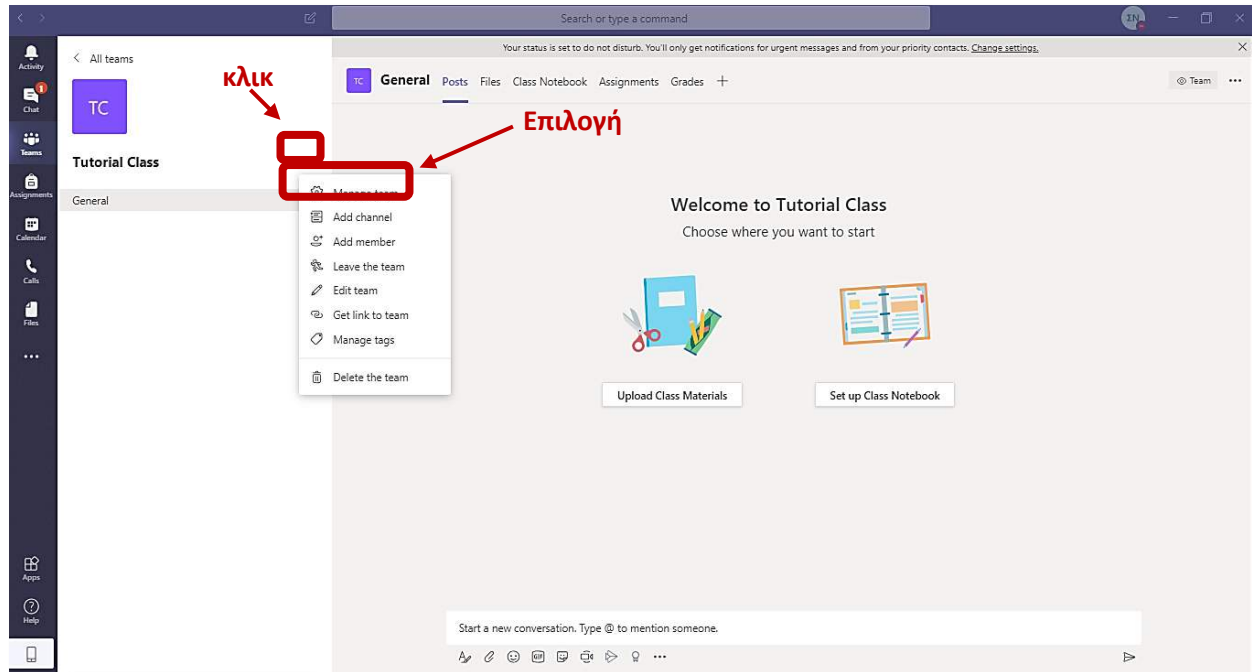 Search or type a command
ΣΝ
Your status is set to do not disturb. You'll only get notifications for urgent messages and from your priority contacts. Change settings.
Activity
Chat
1
Teams
Assignments
Calendar
Calls
Files
Apps
Help
All teams
TC
Tutorial Class
General
κλικ
Επιλογή
Manage team
Add channel
Add member
Leave the team
Edit team
Get link to team
Manage tags
Delete the team
TC General Posts Files Class Notebook Assignments Grades
Team
Welcome to Tutorial Class
Choose where you want to start
Upload Class Materials
Set up Class Notebook
Start a new conversation. Type @ to mention someone.
GIF